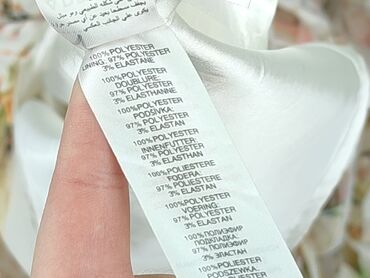 100%POLYESTER
LINING: 97% POLYESTER
3% ELASTANE
100%POLYESTER
DOUBLURE:
97% POLYESTER
3% ELASTHANNE
100%POLYESTER
PODŠÍVKA:
97% POLYESTER
3% ELASTAN
100%POLYESTER
INNENFUTTER:
97% POLYESTER
3% ELASTHAN
100%POLIESTERE
FODERA:
97% POLIESTERE
3% ELASTAN
100%POLYESTER
VOERING:
97% POLYESTER
3% ELASTAN
100% ПОЛИЭФИР
ПОДКЛАДКА:
97% ПОЛИЭФИР
3% ЭЛАСТАН
100%POLIESTER
PODSZEWKA: